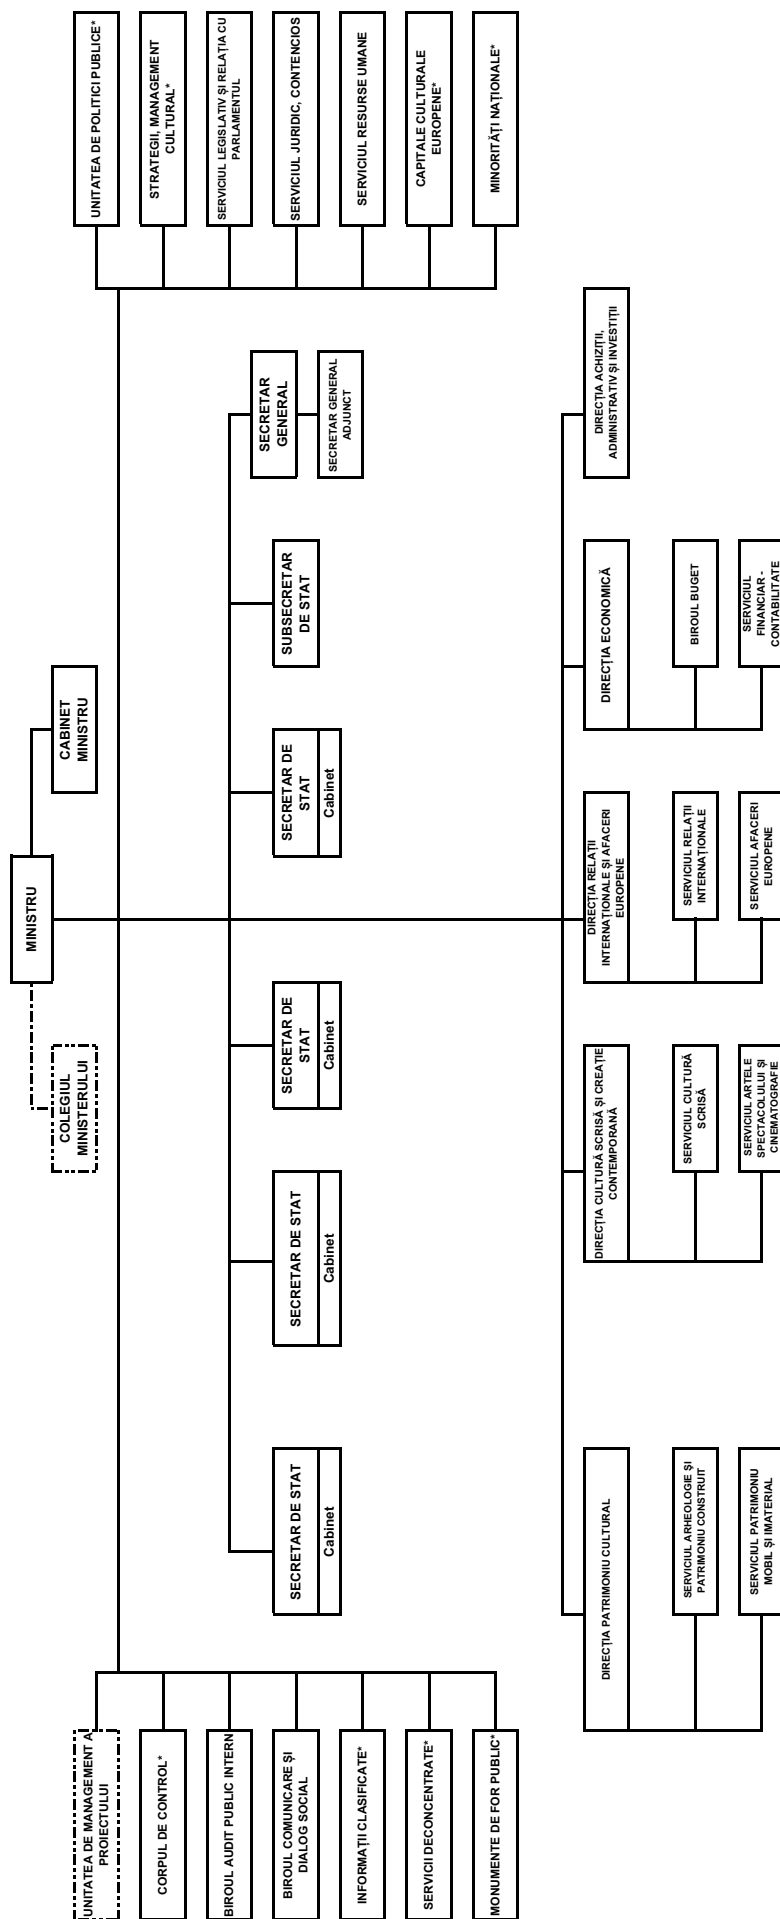 MINISTRU
COLEGIUL
MINISTERULUI
CABINET
MINISTRU
UNITATEA DE MANAGEMENT A
PROIECTULUI
CORPUL DE CONTROL*
BIROUL AUDIT PUBLIC INTERN
BIROUL COMUNICARE ȘI
DIALOG SOCIAL
INFORMAȚII CLASIFICATE*
SERVICII DECONCENTRATE*
MONUMENTE DE FOR PUBLIC*
UNITATEA DE POLITICI PUBLICE*
STRATEGII, MANAGEMENT
CULTURAL*
SERVICIUL LEGISLATIV ȘI RELAȚIA CU
PARLAMENTUL
SERVICIUL JURIDIC, CONTENCIOS
SERVICIUL RESURSE UMANE
CAPITALE CULTURALE
EUROPENE*
MINORITĂȚI NAȚIONALE*
SECRETAR DE STAT
Cabinet
SECRETAR DE STAT
Cabinet
SECRETAR DE
STAT
Cabinet
SECRETAR DE
STAT
Cabinet
SUBSECRETAR
DE STAT
SECRETAR
GENERAL
SECRETAR GENERAL
ADJUNCT
DIRECȚIA PATRIMONIU CULTURAL
SERVICIUL ARHEOLOGIE ȘI
PATRIMONIU CONSTRUIT
SERVICIUL PATRIMONIU
MOBIL ȘI IMATERIAL
DIRECȚIA CULTURĂ SCRISĂ ȘI CREAȚIE
CONTEMPORANĂ
SERVICIUL CULTURĂ
SCRISĂ
SERVICIUL ARTELE
SPECTACOLULUI ȘI
CINEMATOGRAFIE
DIRECȚIA RELAȚII
INTERNAȚIONALE ȘI AFACERI
EUROPENE
SERVICIUL RELAȚII
INTERNAȚIONALE
SERVICIUL AFACERI
EUROPENE
DIRECȚIA ECONOMICĂ
BIROUL BUGET
SERVICIUL
FINANCIAR -
CONTABILITATE
DIRECȚIA ACHIZIȚII,
ADMINISTRATIV ȘI INVESTIȚII